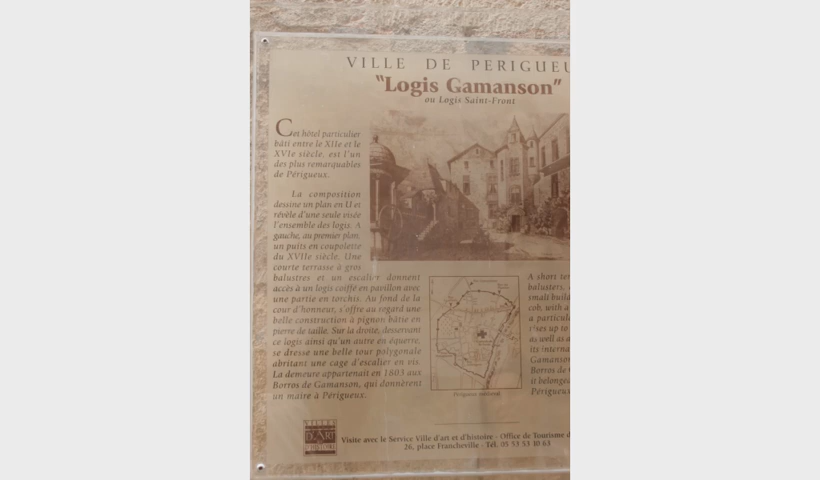 VILLE DE PERIGUEU
"Logis Gamanson"
ou Logis Saint-Front
Cet hôtel particulier
bâti entre le XIIe et le
XVIe siècle, est l'un
des plus remarquables
de Périgueux.
La composition
dessine un plan en U et
révèle d'une seule visée
l'ensemble des logis. A
gauche, au premier plan,
un puits en coupolette
du XVIIe siècle. Une
courte terrasse à gros
balustres et un escalier donnent
accès à un logis coiffé en pavillon avec
une partie en torchis. Au fond de la
cour d'honneur, s'offre au regard une
belle construction à pignon bâtie en
pierre de taille. Sur la droite, desservant
ce logis ainsi qu'un autre en équerre,
se dresse une belle tour polygonale
abritant une cage d'escalier en vis.
La demeure appartenait en 1603 aux
Borros de Gamanson, qui donnèrent
un maire à Périgueux.
Périgueux médiéval
A short ter
balusters,
small build
cob, with a
a particula
rises up to
as well as a
its interna
Gamanson
Borros de
it belonged
Périgueux
VILLES
D'ART
Visite avec le Service Ville d'art et d'histoire - Office de Tourisme d
26, place Francheville - Tél. 05 53 53 10 63